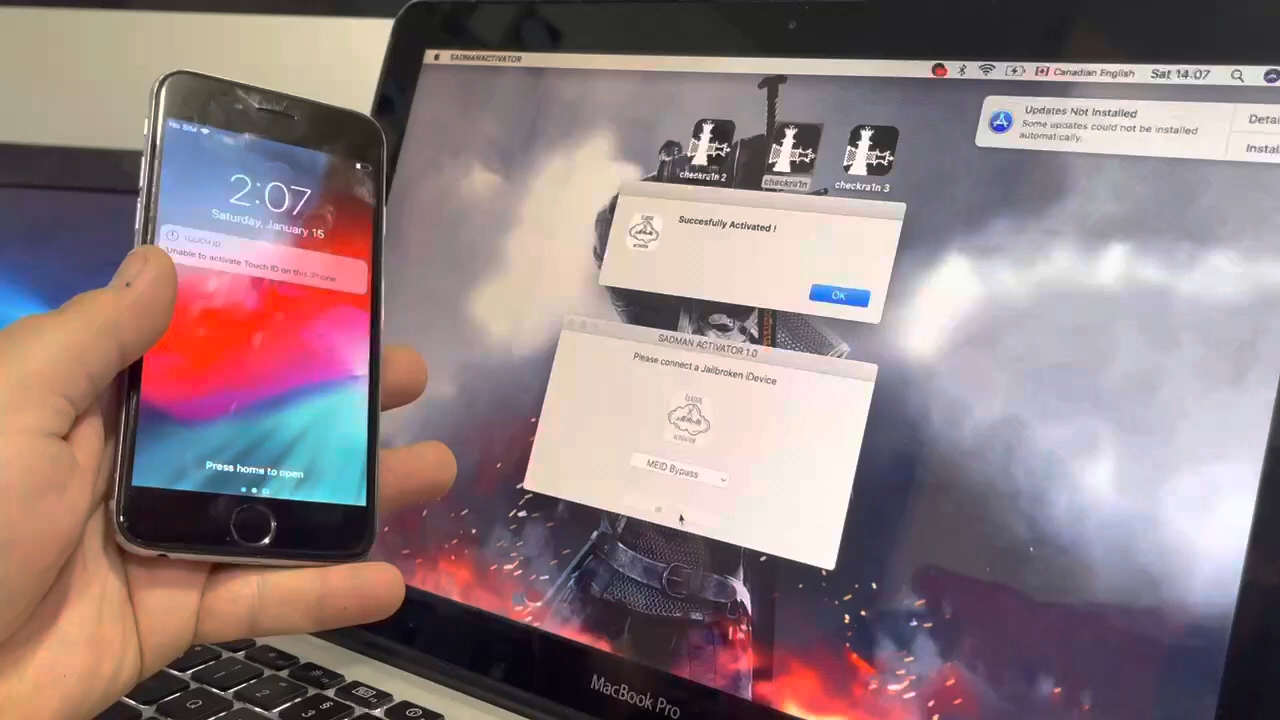 SADMANACTIVATOR
Canadian English
Sat 14.07
Updates Not Installed
Some updates could not be installed
automatically.
checkra1n 2
checkra1n
checkra1n 3
Succesfully Activated !
OK
SADMAN ACTIVATOR 1.0
Please connect a Jailbroken iDevice
ACTIVATOR
MEID Bypass
No SIM
2:07
Saturday, January 15
TOUCH ID
Unable to activate Touch ID on this iPhone
Press home to open
MacBook Pro